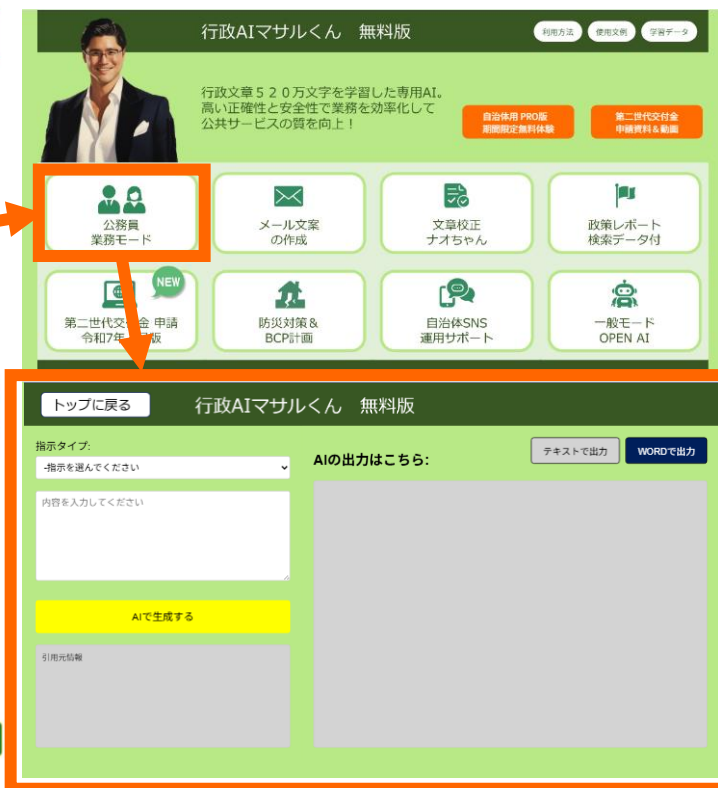 行政AIマサルくん　無料版
利用方法
使用文例
学習データ
行政文章５２０万文字を学習した専用AI。
高い正確性と安全性で業務を効率化して
公共サービスの質を向上！
自治体用 PRO版
期間限定無料体験
第二世代交付金
申請資料＆動画
公務員
業務モード
メール文案
の作成
文章校正
ナオちゃん
政策レポート
検索データ付
NEW
第二世代交 金 申請
令和7年 版
防災対策＆
BCP計画
自治体SNS
運用サポート
一般モード
OPEN AI
トップに戻る
行政AIマサルくん　無料版
指示タイプ:
-指示を選んでください
内容を入力してください
AIで生成する
引用元情報
AIの出力はこちら:
テキストで出力
WORDで出力